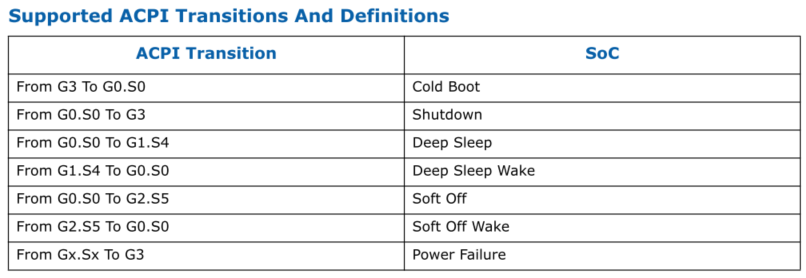 Supported ACPI Transitions And Definitions
ACPI Transition SoC
From G3 To G0.S0 Cold Boot
From G0.S0 To G3 Shutdown
From G0.S0 To G1.S4 Deep Sleep
From G1.S4 To G0.S0 Deep Sleep Wake
From G0.S0 To G2.S5 Soft Off
From G2.S5 To G0.S0 Soft Off Wake
From Gx.Sx To G3 Power Failure